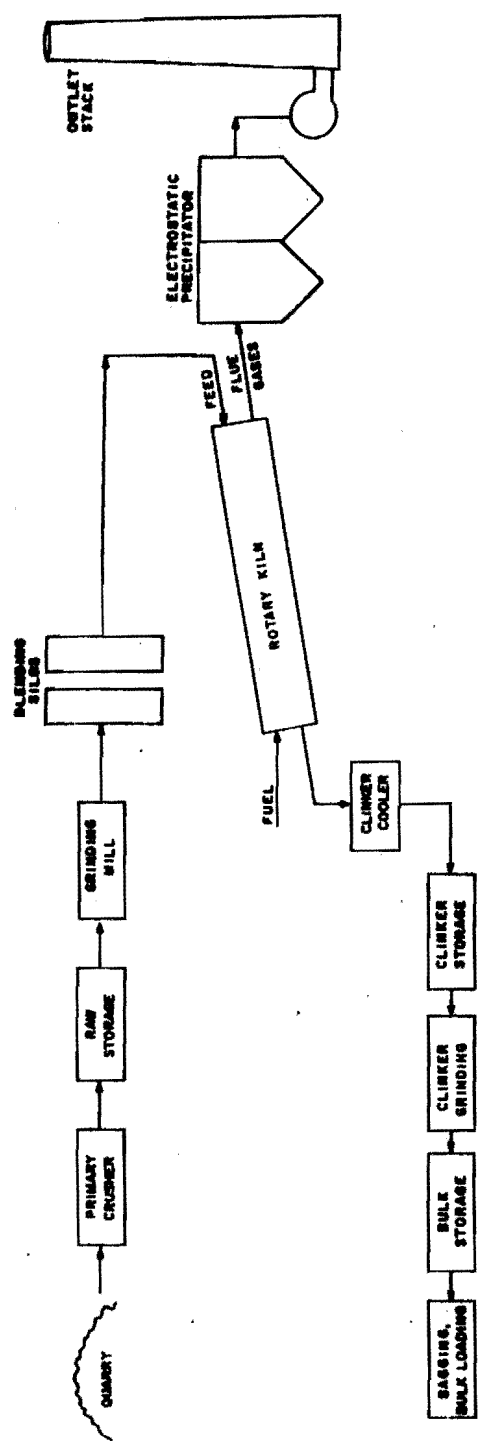 QUARRY
PRIMARY
CRUSHER
RAW
STORAGE
GRINDING
MILL
BLENDING
SILOS
FEED
FLUE
GASES
ROTARY KILN
FUEL
ELECTROSTATIC
PRECIPITATOR
OUTLET
STACK
CLINKER
COOLER
CLINKER
STORAGE
CLINKER
GRINDING
BULK
STORAGE
BAGGING,
BULK LOADING